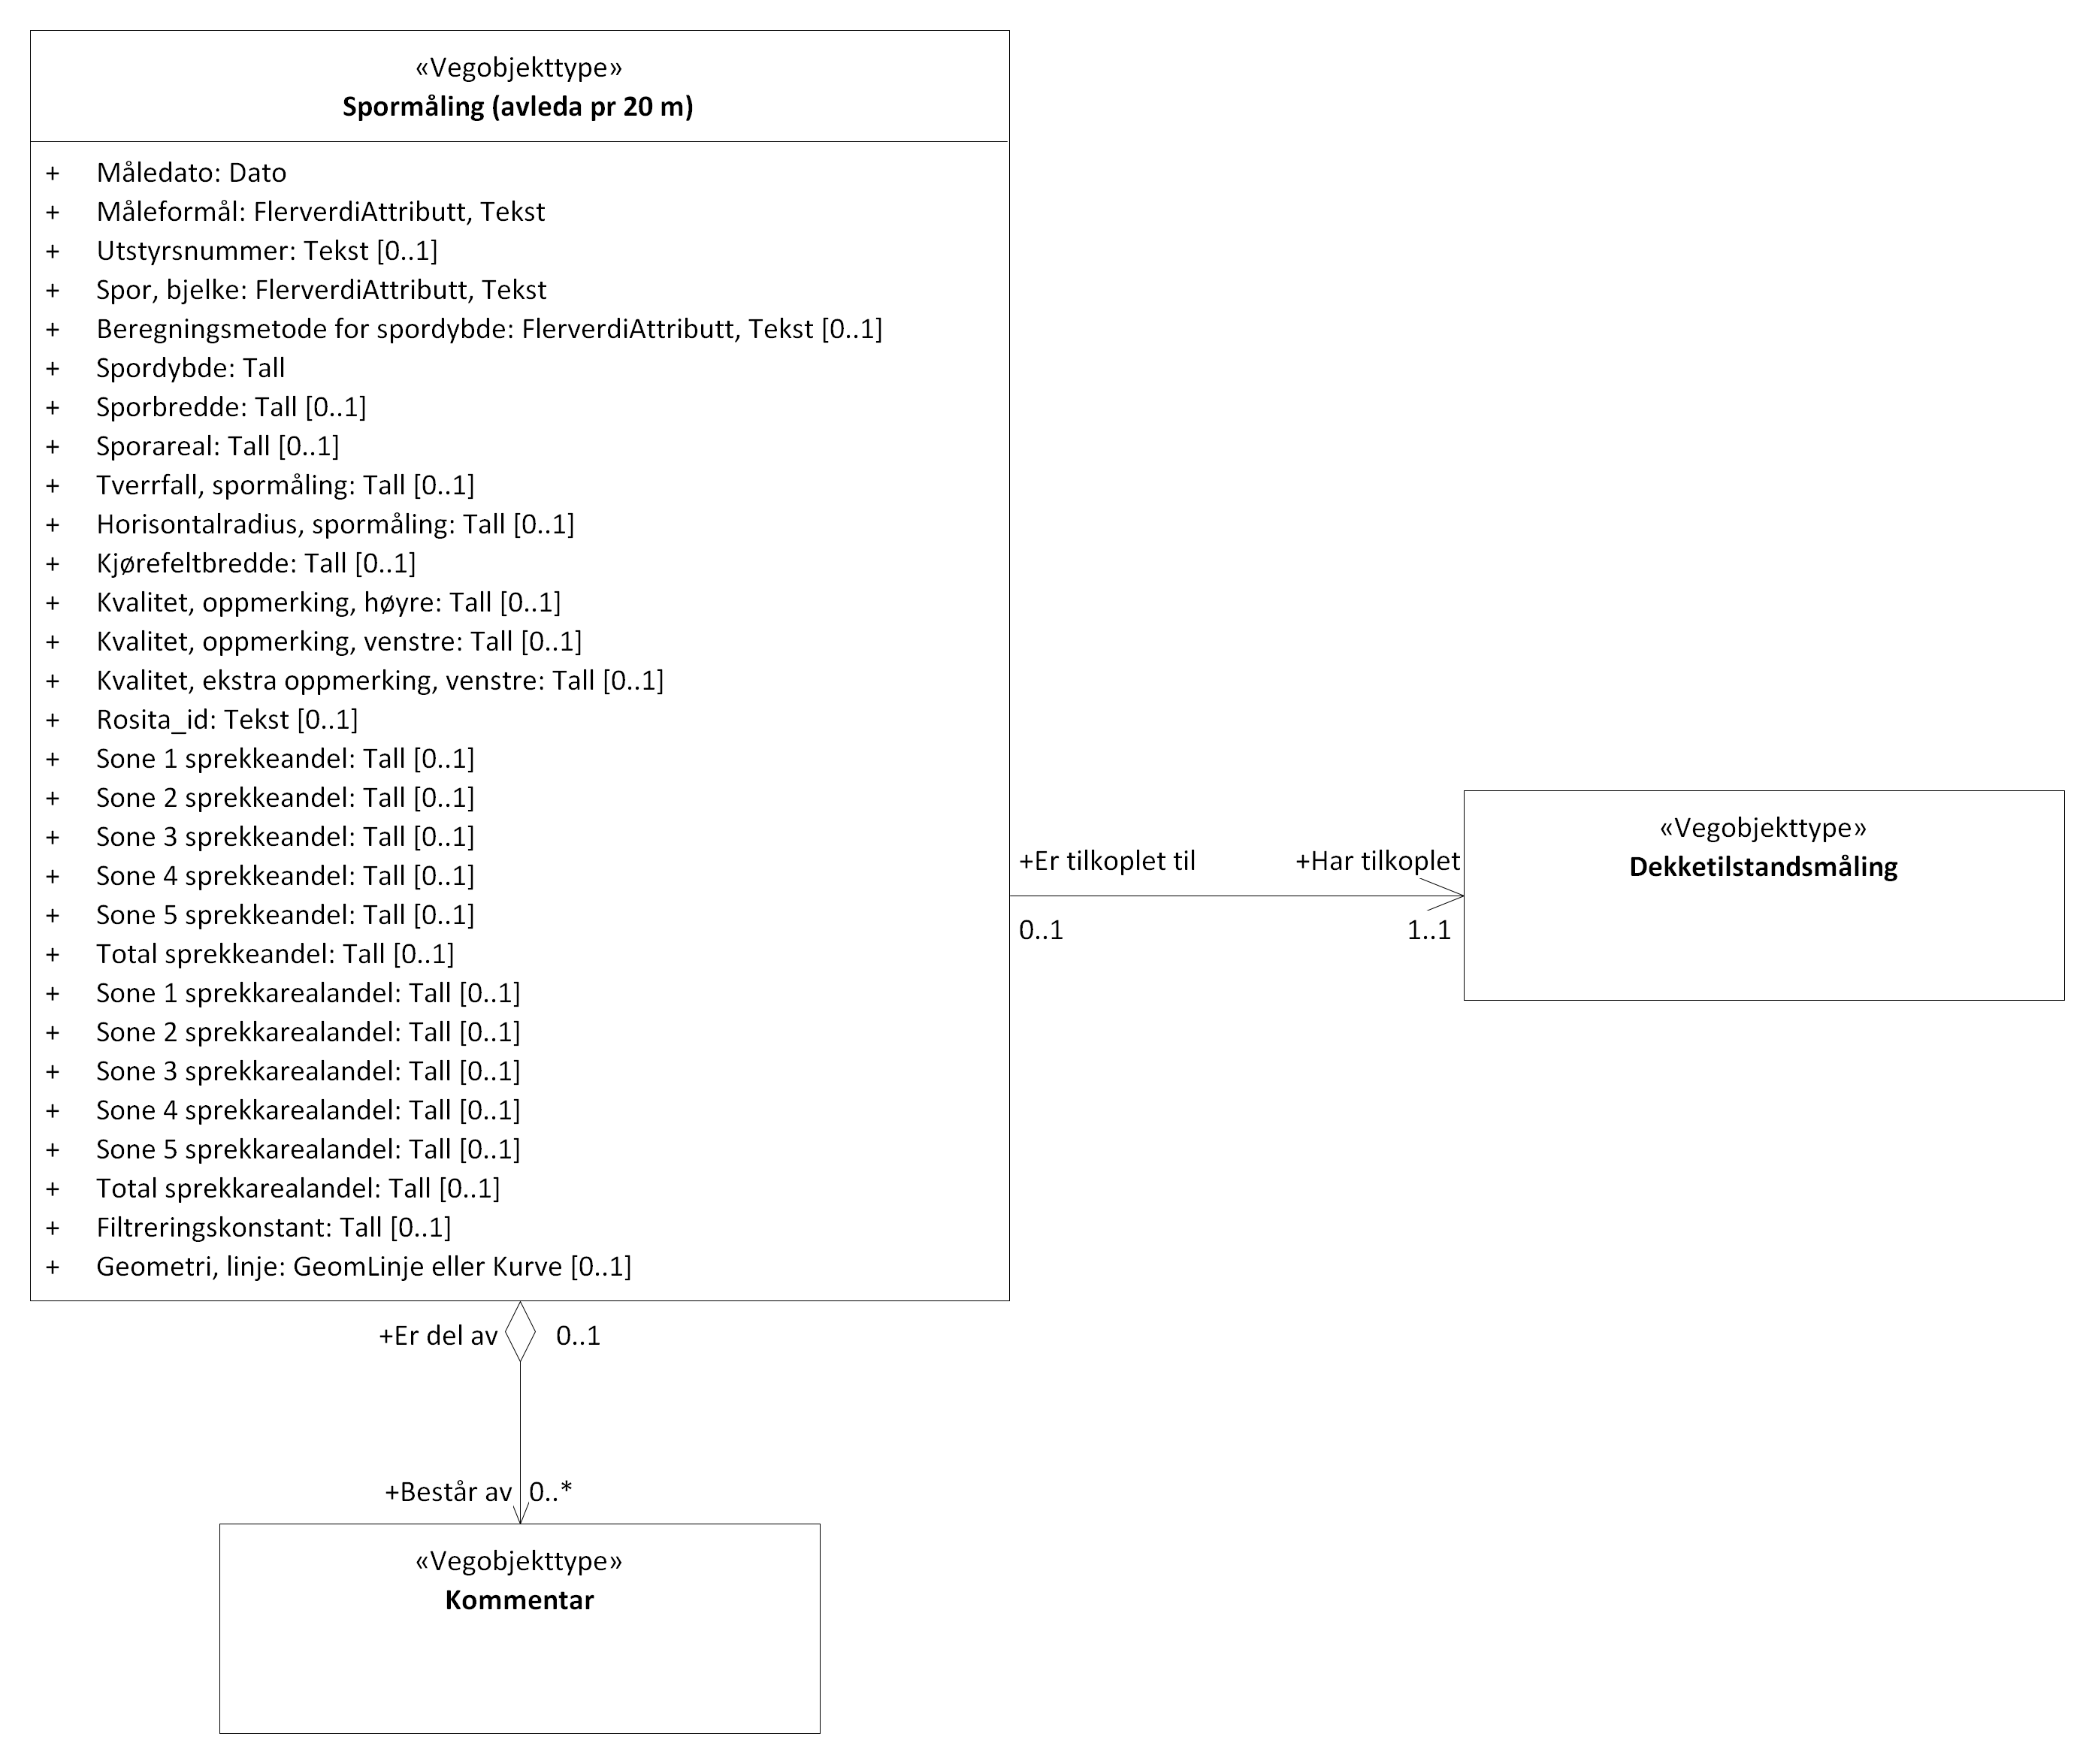 «Vegobjekttype»
Spormåling (avleda pr 20 m)
+ Måledato: Dato
+ Måleformål: FlerverdiAttributt, Tekst
+ Utstyrsnummer: Tekst [0..1]
+ Spor, bjelke: FlerverdiAttributt, Tekst
+ Beregningsmetode for spordybde: FlerverdiAttributt, Tekst [0..1]
+ Spordybde: Tall
+ Sporbredde: Tall [0..1]
+ Sporareal: Tall [0..1]
+ Tverrfall, spormåling: Tall [0..1]
+ Horisontalradius, spormåling: Tall [0..1]
+ Kjørefeltbredde: Tall [0..1]
+ Kvalitet, oppmerking, høyre: Tall [0..1]
+ Kvalitet, oppmerking, venstre: Tall [0..1]
+ Kvalitet, ekstra oppmerking, venstre: Tall [0..1]
+ Rosita_id: Tekst [0..1]
+ Sone 1 sprekkeandel: Tall [0..1]
+ Sone 2 sprekkeandel: Tall [0..1]
+ Sone 3 sprekkeandel: Tall [0..1]
+ Sone 4 sprekkeandel: Tall [0..1]
+ Sone 5 sprekkeandel: Tall [0..1]
+ Total sprekkeandel: Tall [0..1]
+ Sone 1 sprekkarealandel: Tall [0..1]
+ Sone 2 sprekkarealandel: Tall [0..1]
+ Sone 3 sprekkarealandel: Tall [0..1]
+ Sone 4 sprekkarealandel: Tall [0..1]
+ Sone 5 sprekkarealandel: Tall [0..1]
+ Total sprekkarealandel: Tall [0..1]
+ Filtreringskonstant: Tall [0..1]
+ Geometri, linje: GeomLinje eller Kurve [0..1]
+Er tilkoplet til
+Har tilkoplet
0..1
1..1
«Vegobjekttype»
Dekketilstandsmåling
+Er del av
0..1
+Består av
0..*
«Vegobjekttype»
Kommentar